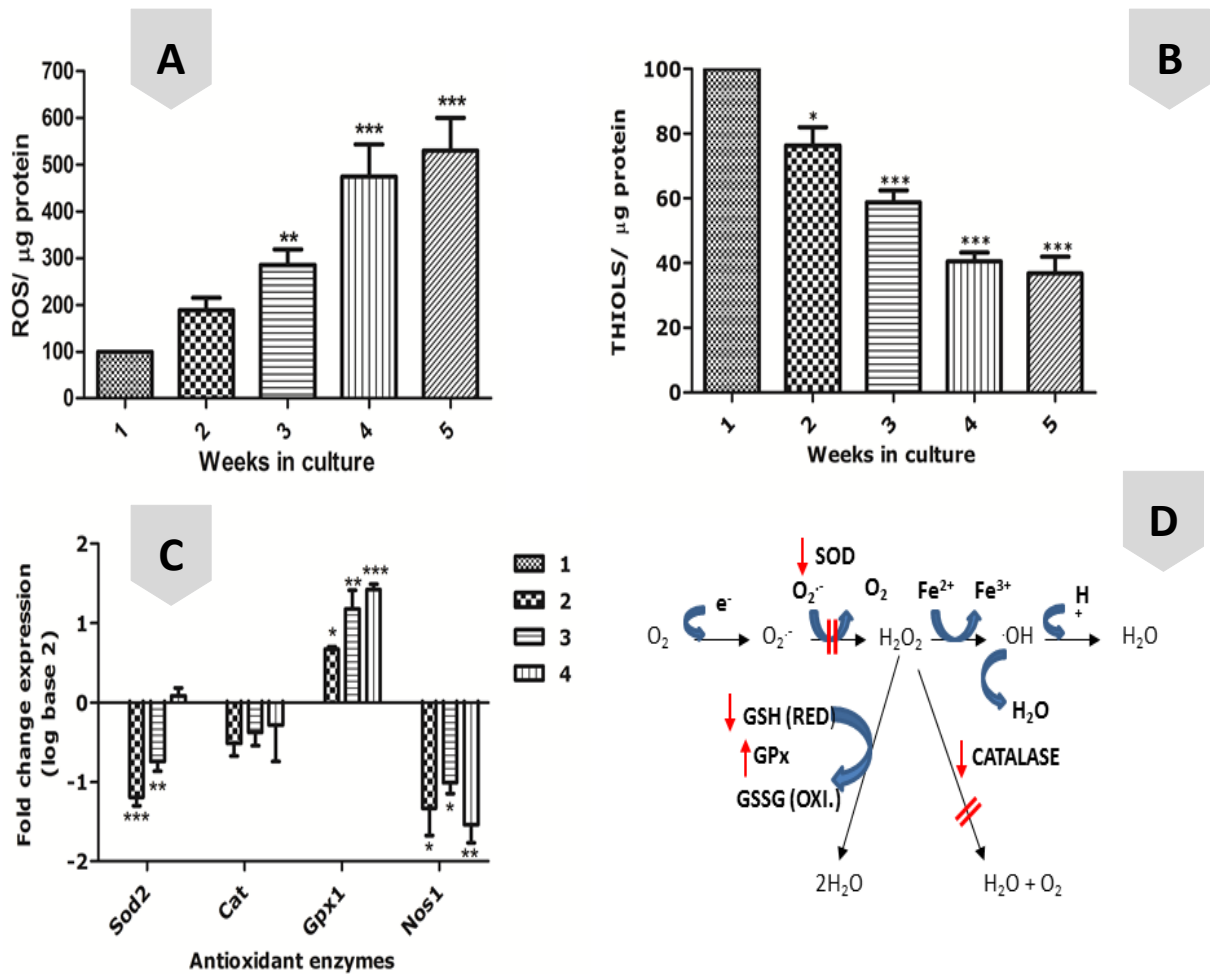 A
700
600
500
400
300
200
100
0
ROS/ μg protein
**
***
***
1
2
3
4
5
Weeks in culture
B
100
80
60
40
20
0
THIOLS/ μg protein
*
***
***
***
1
2
3
4
5
Weeks in culture
C
2
1
0
-1
-2
Fold change expression
(log base 2)
***
**
*
**
***
*
*
**
Sod2
Cat
Gpx1
Nos1
Antioxidant enzymes
1
2
3
4
D
SOD
O₂·⁻ O₂ Fe²⁺ Fe³⁺ H
e⁻ +
O₂ O₂·⁻ H₂O₂ ·OH H₂O
H₂O
GSH (RED)
GPx CATALASE
GSSG (OXI.)
2H₂O H₂O + O₂